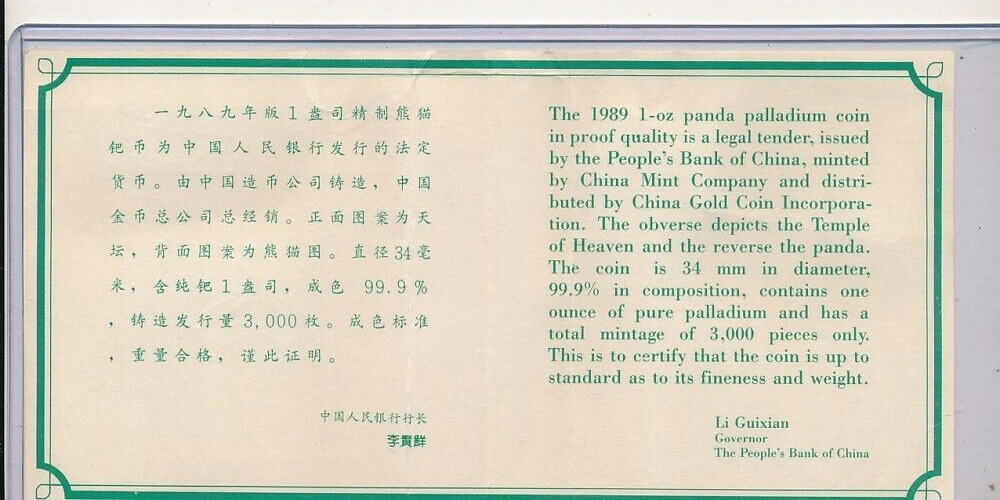 一九八九年版1盎司精制熊猫
钯币为中国人民银行发行的法定
货币。由中国造币公司铸造，中国
金币总公司总经销。正面图案为天
坛，背面图案为熊猫图。直径34毫
米，含纯钯1盎司，成色 99.9%
，铸造发行量3,000枚。成色标准
，重量合格，谨此证明。
中国人民银行行长
李貴鲜
The 1989 1-oz panda palladium coin
in proof quality is a legal tender, issued
by the People's Bank of China, minted
by China Mint Company and distri-
buted by China Gold Coin Incorpora-
tion. The obverse depicts the Temple
of Heaven and the reverse the panda.
The coin is 34 mm in diameter,
99.9% in composition, contains one
ounce of pure palladium and has a
total mintage of 3,000 pieces only.
This is to certify that the coin is up to
standard as to its fineness and weight.
Li Guixian
Governor
The People's Bank of China